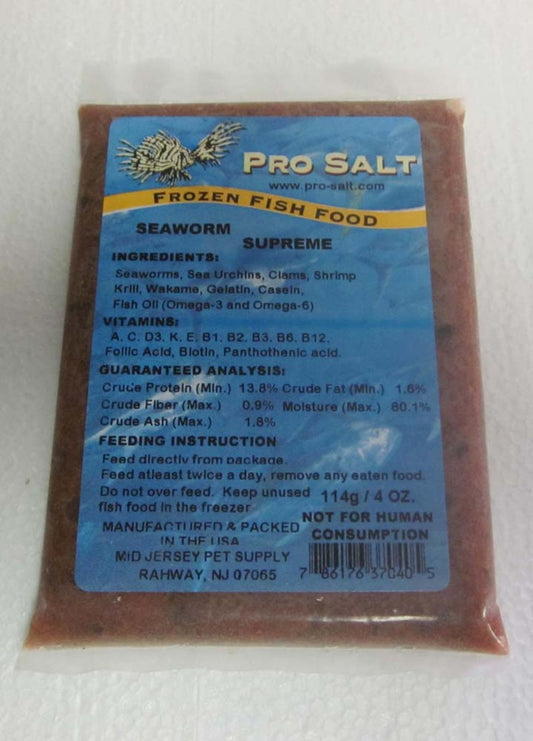 PRO SALT
www.pro-salt.com
FROZEN FISH FOOD
SEAWORM
SUPREME
INGREDIENTS:
Seaworms, Sea Urchins, Clams, Shrimp
Krill, Wakame, Gelatin, Casein,
Fish Oil (Omega-3 and Omega-6)
VITAMINS:
A, C, D3, K, E, B1, B2, B3, B6, B12,
Follic Acid, Biotin, Panthothenic acid.
GUARANTEED ANALYSIS:
Crude Protein (Min.) 13.8% Crude Fat (Min.) 1.6%
Crude Fiber (Max.) 0.9% Moisture (Max.) 80.1%
Crude Ash (Max.) 1.8%
FEEDING INSTRUCTION
Feed directly from package.
Feed atleast twice a day, remove any eaten food.
Do not over feed. Keep unused
fish food in the freezer
114g / 4 OZ.
MANUFACTURED & PACKED
IN THE USA
MID JERSEY PET SUPPLY
RAHWAY, NJ 07065
NOT FOR HUMAN
CONSUMPTION
7 86176 37040 5